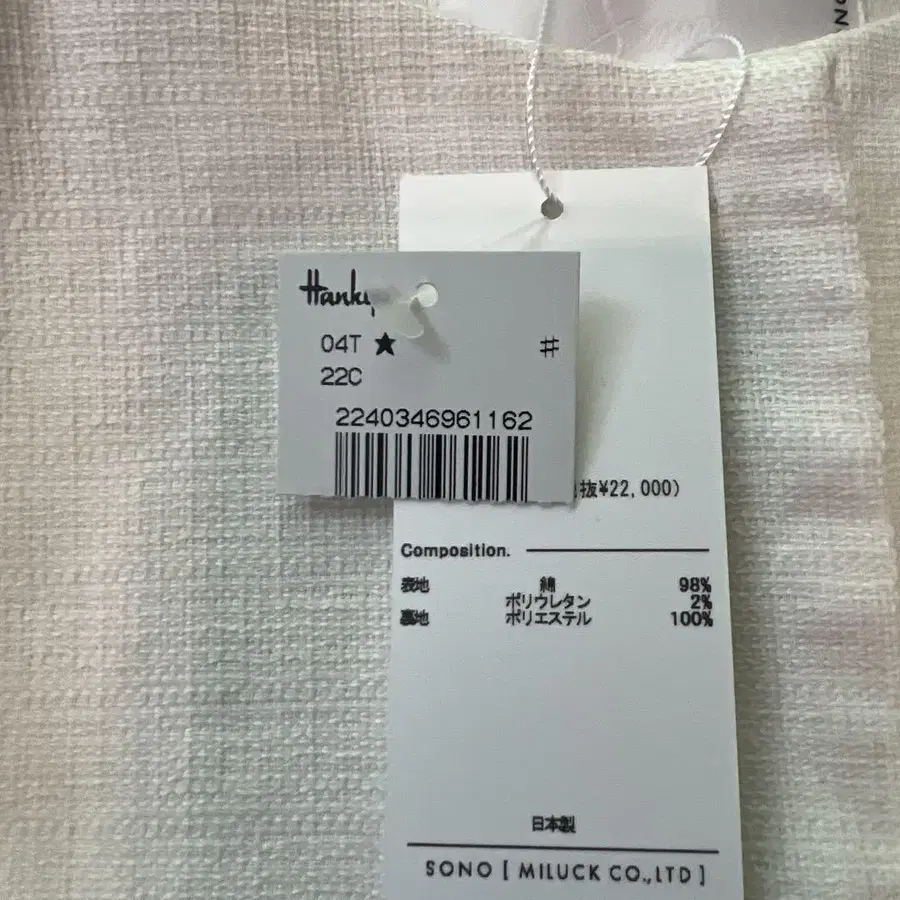 Hanky
04T ★ #
22C
2240346961162
抜¥22,000)
Composition.
表地 綿 98%
ポリウレタン 2%
裏地 ポリエステル 100%
日本製
SONO [ MILUCK CO.,LTD ]